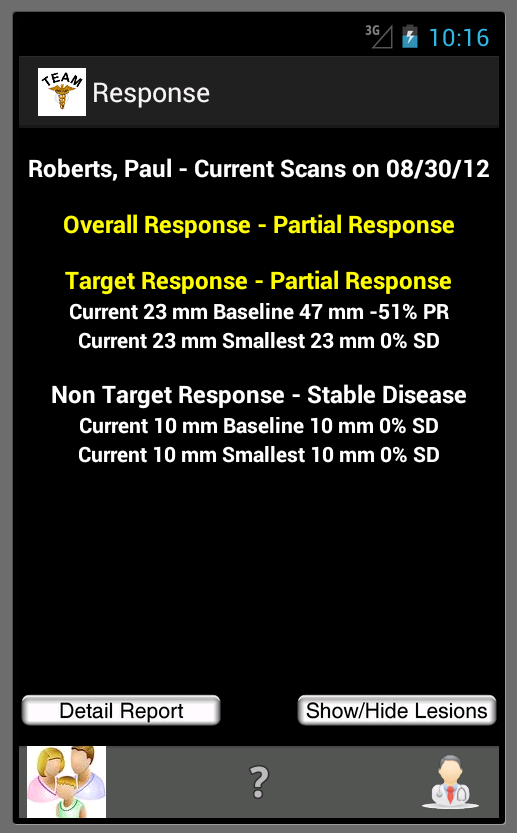 3G 10:16
TEAM
Response
Roberts, Paul - Current Scans on 08/30/12
Overall Response - Partial Response
Target Response - Partial Response
Current 23 mm Baseline 47 mm -51% PR
Current 23 mm Smallest 23 mm 0% SD
Non Target Response - Stable Disease
Current 10 mm Baseline 10 mm 0% SD
Current 10 mm Smallest 10 mm 0% SD
Detail Report
Show/Hide Lesions
?